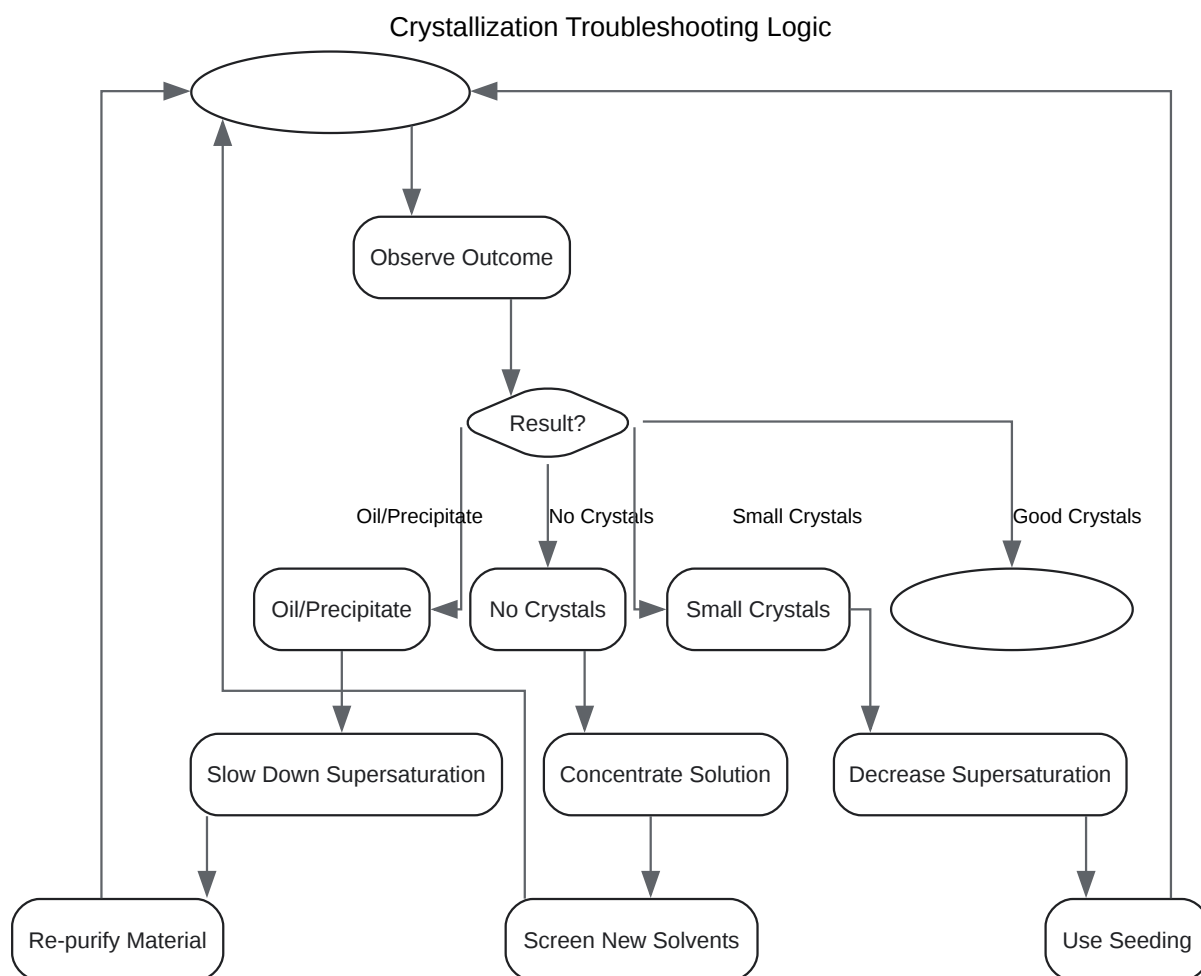 Crystallization Troubleshooting Logic
Observe Outcome
Result?
Oil/Precipitate
No Crystals
Small Crystals
Good Crystals
Oil/Precipitate
No Crystals
Small Crystals
Slow Down Supersaturation
Concentrate Solution
Decrease Supersaturation
Re-purify Material
Screen New Solvents
Use Seeding